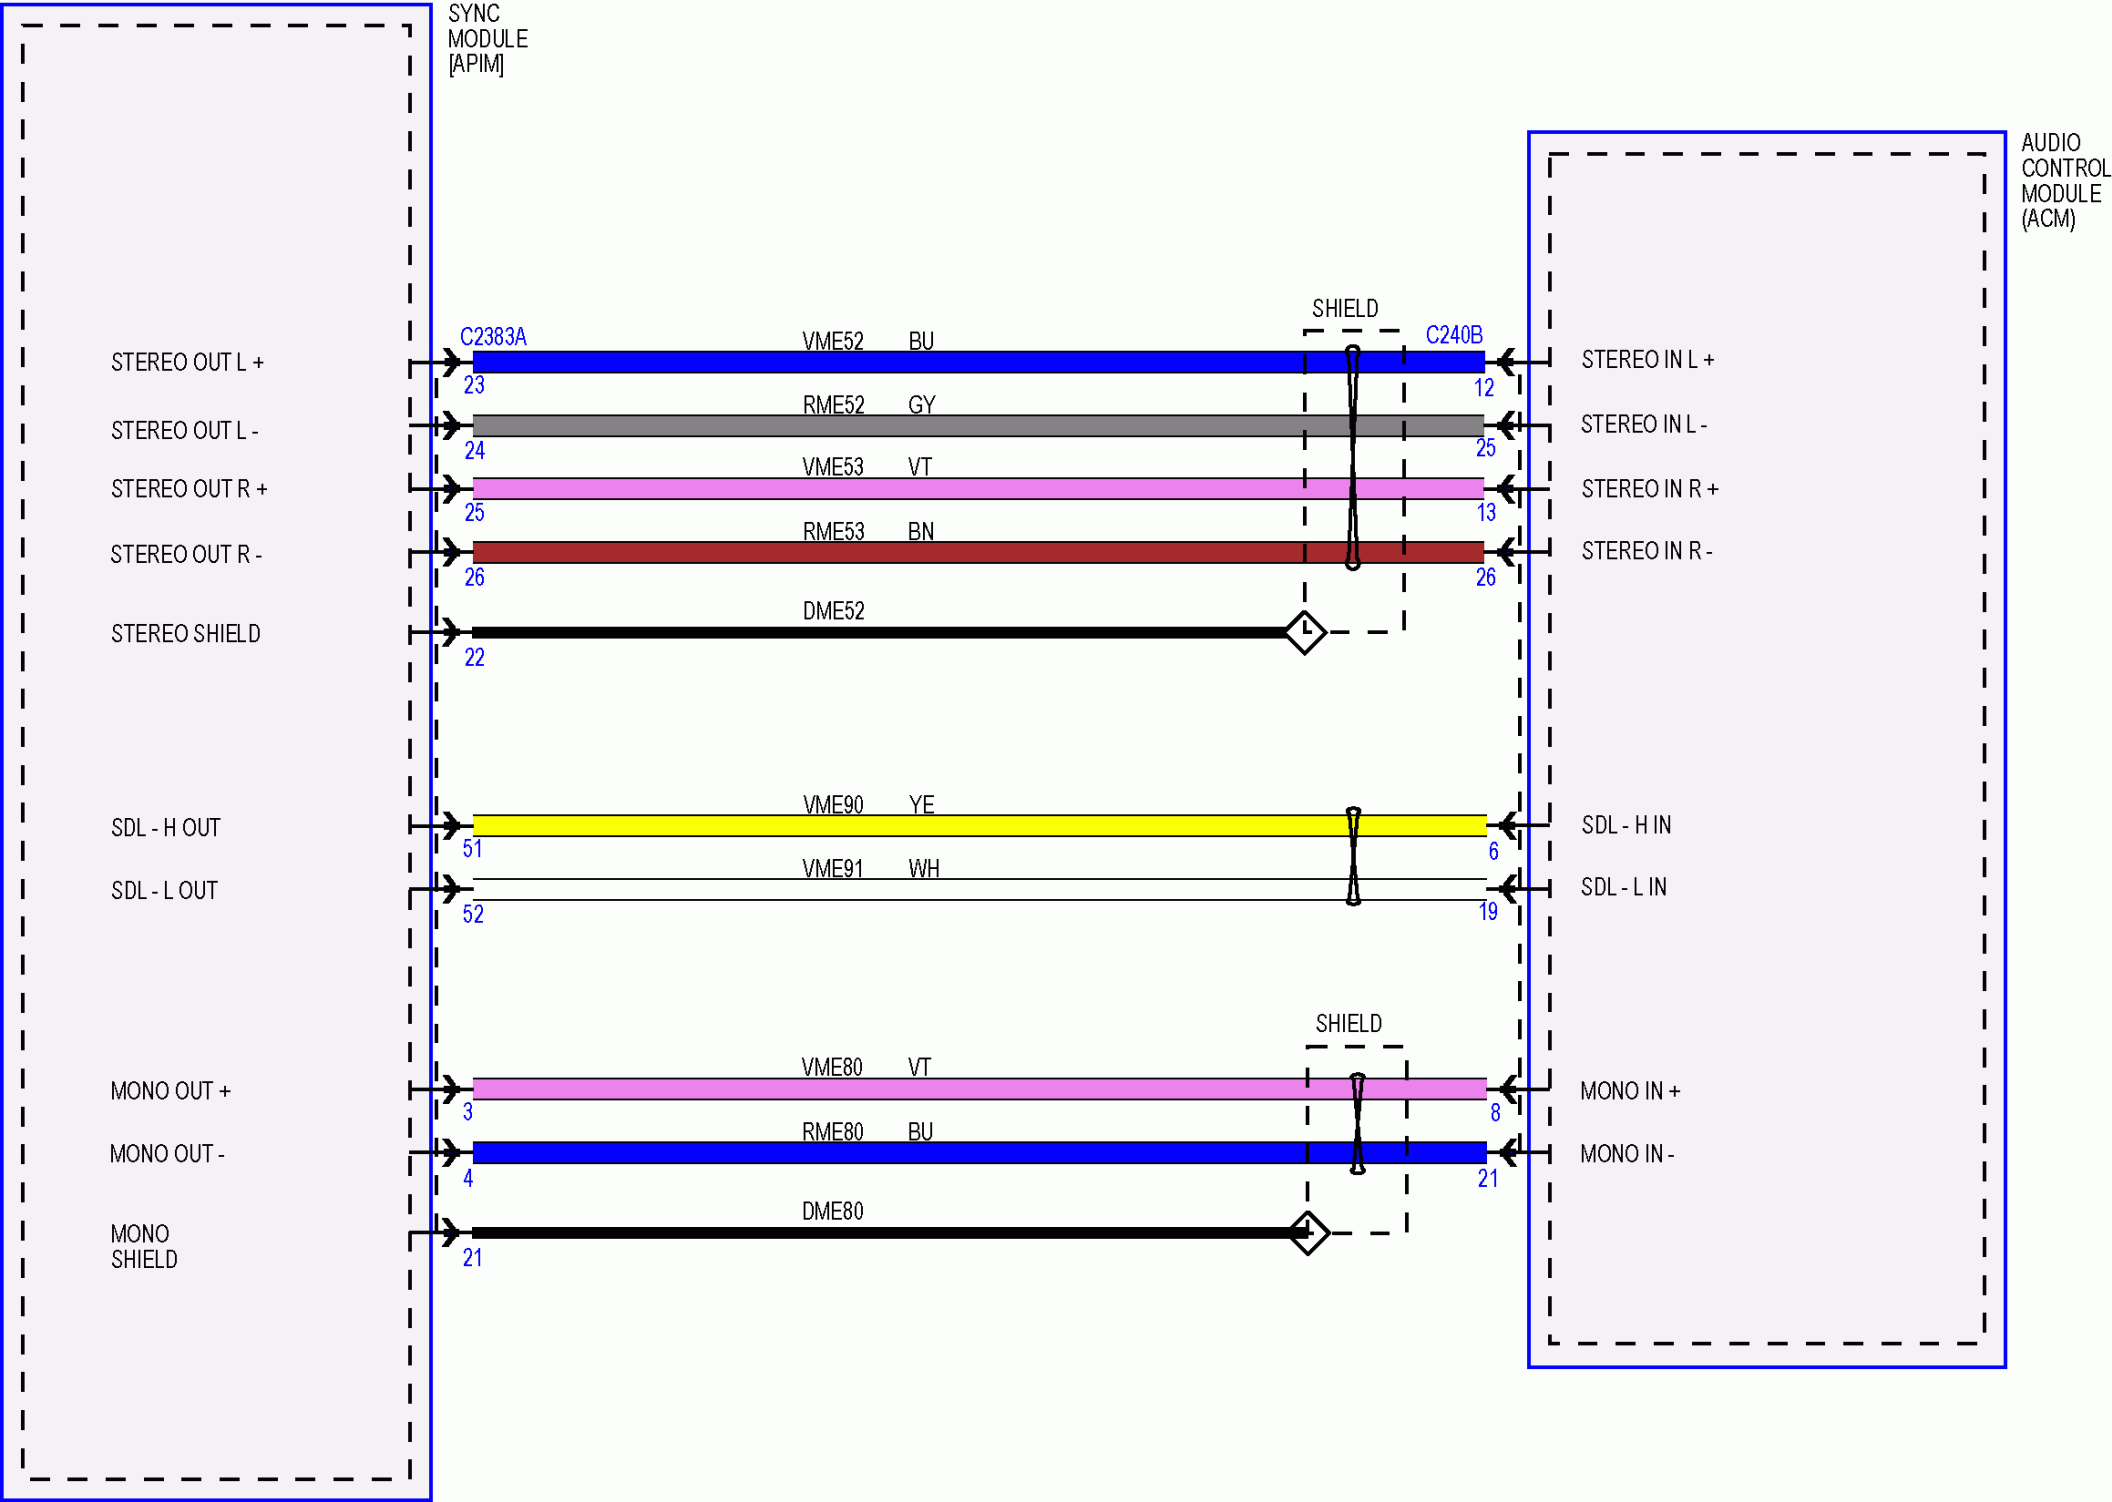 SYNC
MODULE
[APIM]
AUDIO
CONTROL
MODULE
(ACM)
SHIELD
C2383A
VME52 BU
C240B
STEREO OUT L +
23
12
STEREO IN L +
RME52 GY
STEREO OUT L -
24
25
STEREO IN L -
VME53 VT
STEREO OUT R +
25
13
STEREO IN R +
RME53 BN
STEREO OUT R -
26
26
STEREO IN R -
DME52
STEREO SHIELD
22
VME90 YE
SDL - H OUT
51
6
SDL - H IN
VME91 WH
SDL - L OUT
52
19
SDL - L IN
SHIELD
VME80 VT
MONO OUT +
3
8
MONO IN +
RME80 BU
MONO OUT -
4
21
MONO IN -
DME80
MONO
SHIELD
21